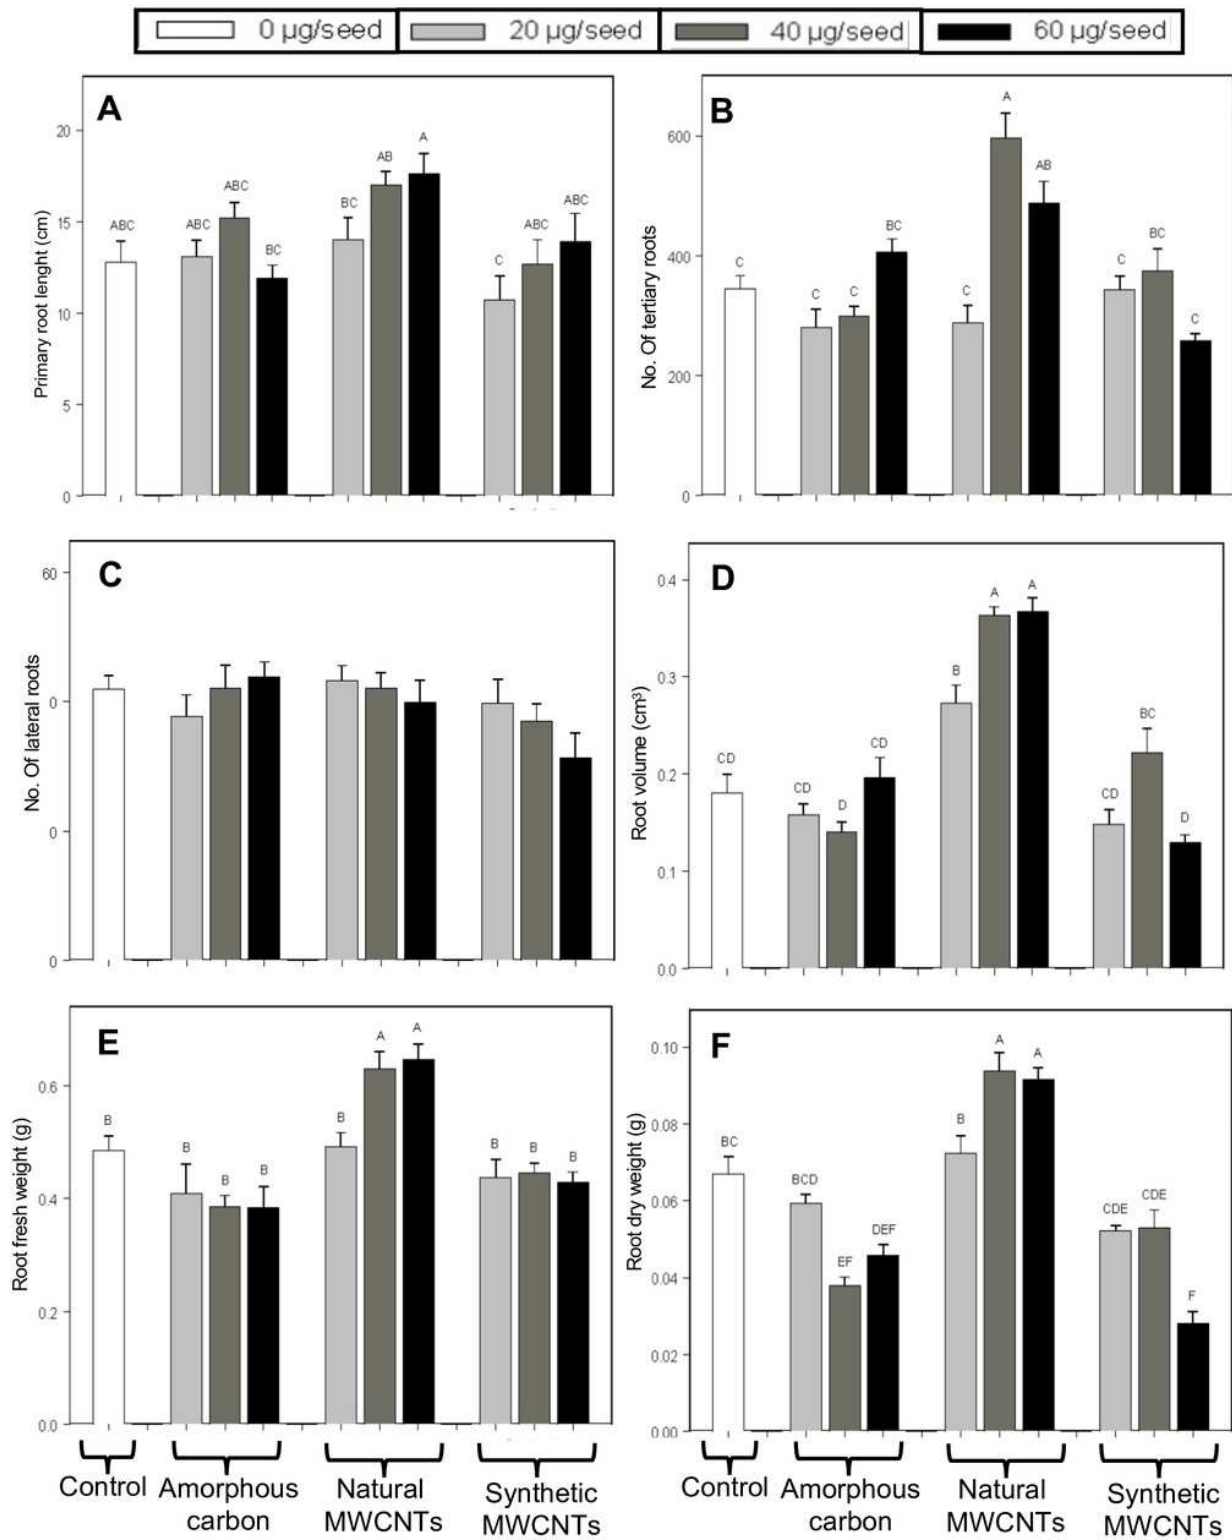 0 µg/seed 20 µg/seed 40 µg/seed 60 µg/seed
A
Primary root lenght (cm)
20
15
10
5
0
ABC
ABC
ABC
BC
BC
AB
A
C
ABC
ABC
B
No. Of tertiary roots
600
400
200
0
C
C
C
BC
C
A
AB
C
BC
C
C
No. Of lateral roots
60
0
0
0
D
Root volume (cm³)
0.4
0.3
0.2
0.1
0.0
CD
CD
D
CD
B
A
A
CD
BC
D
E
Root fresh weight (g)
0.6
0.4
0.2
0.0
B
B
B
B
B
A
A
B
B
B
F
Root dry weight (g)
0.10
0.08
0.06
0.04
0.02
0.00
BC
BCD
EF
DEF
B
A
A
CDE
CDE
F
Control
Amorphous
carbon
Natural
MWCNTs
Synthetic
MWCNTs
Control
Amorphous
carbon
Natural
MWCNTs
Synthetic
MWCNTs